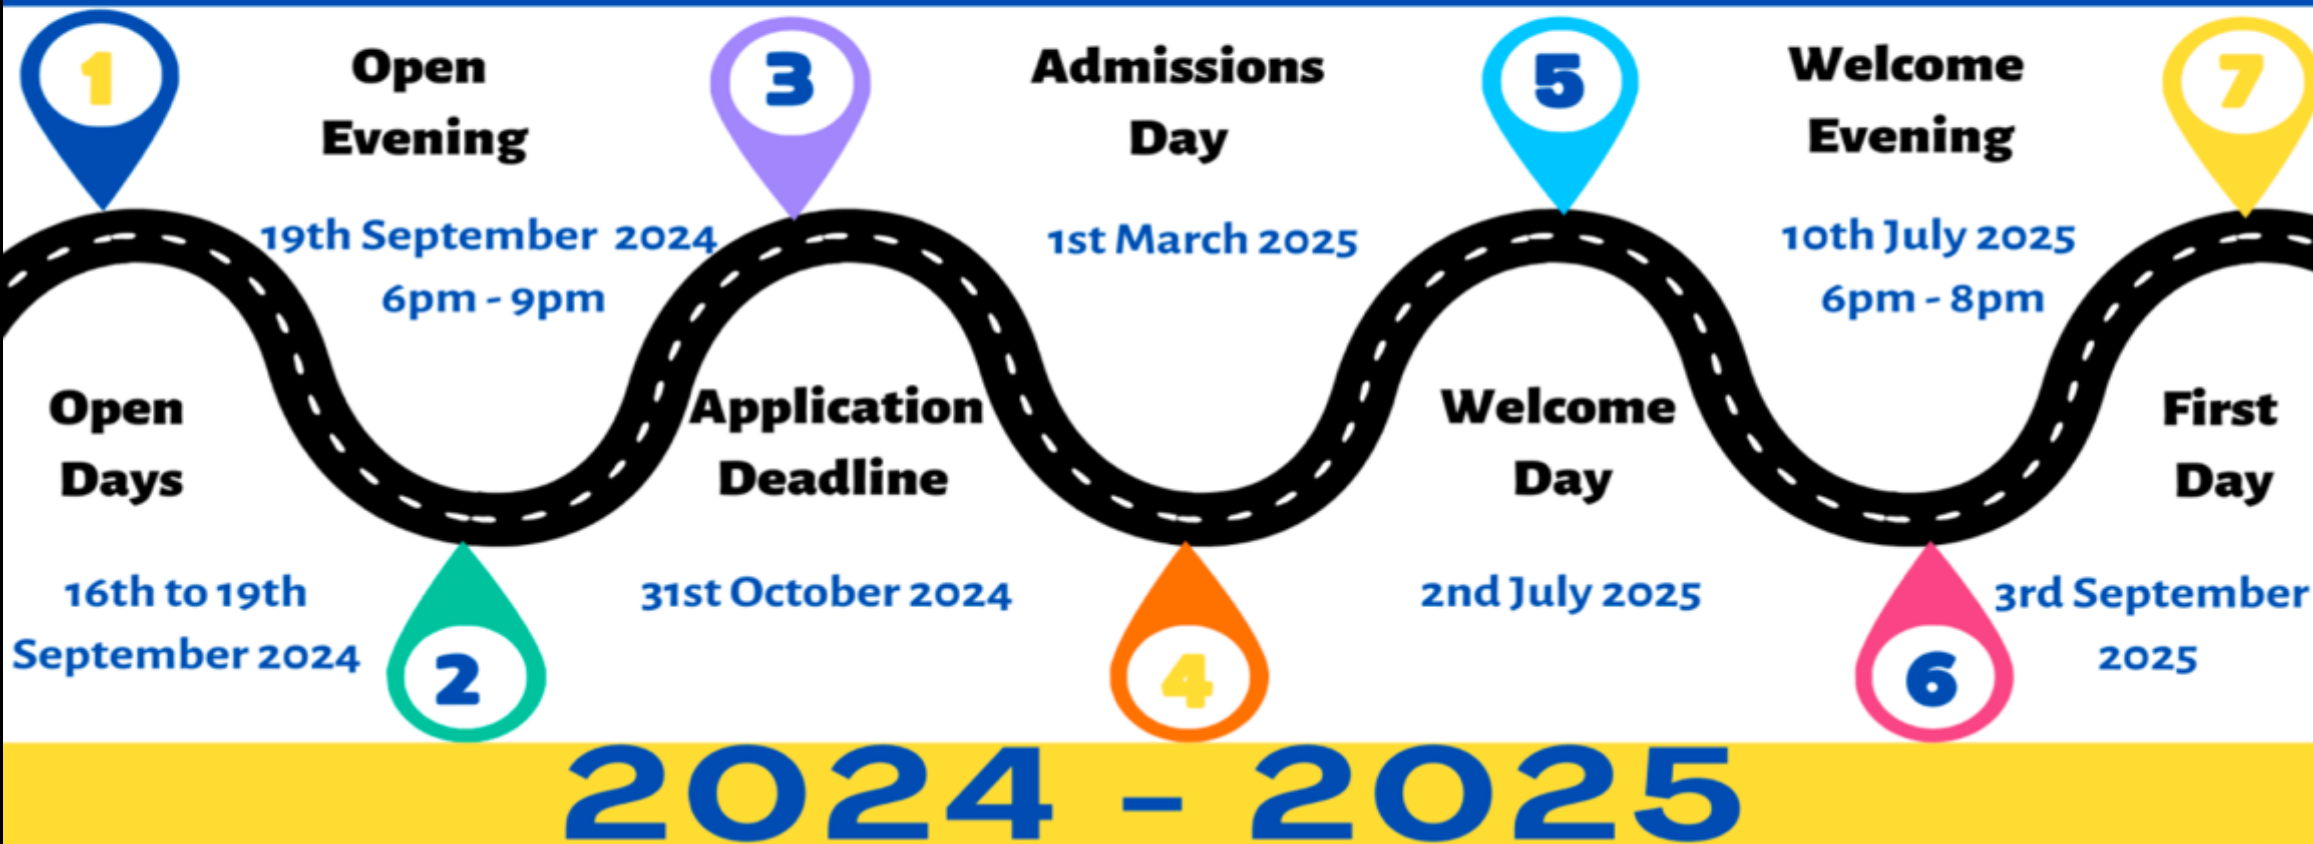 1
Open
Days
16th to 19th
September 2024
2
Open
Evening
19th September 2024
6pm - 9pm
3
Application
Deadline
31st October 2024
4
Admissions
Day
1st March 2025
5
Welcome
Day
2nd July 2025
6
Welcome
Evening
10th July 2025
6pm - 8pm
7
First
Day
3rd September
2025
2024 - 2025